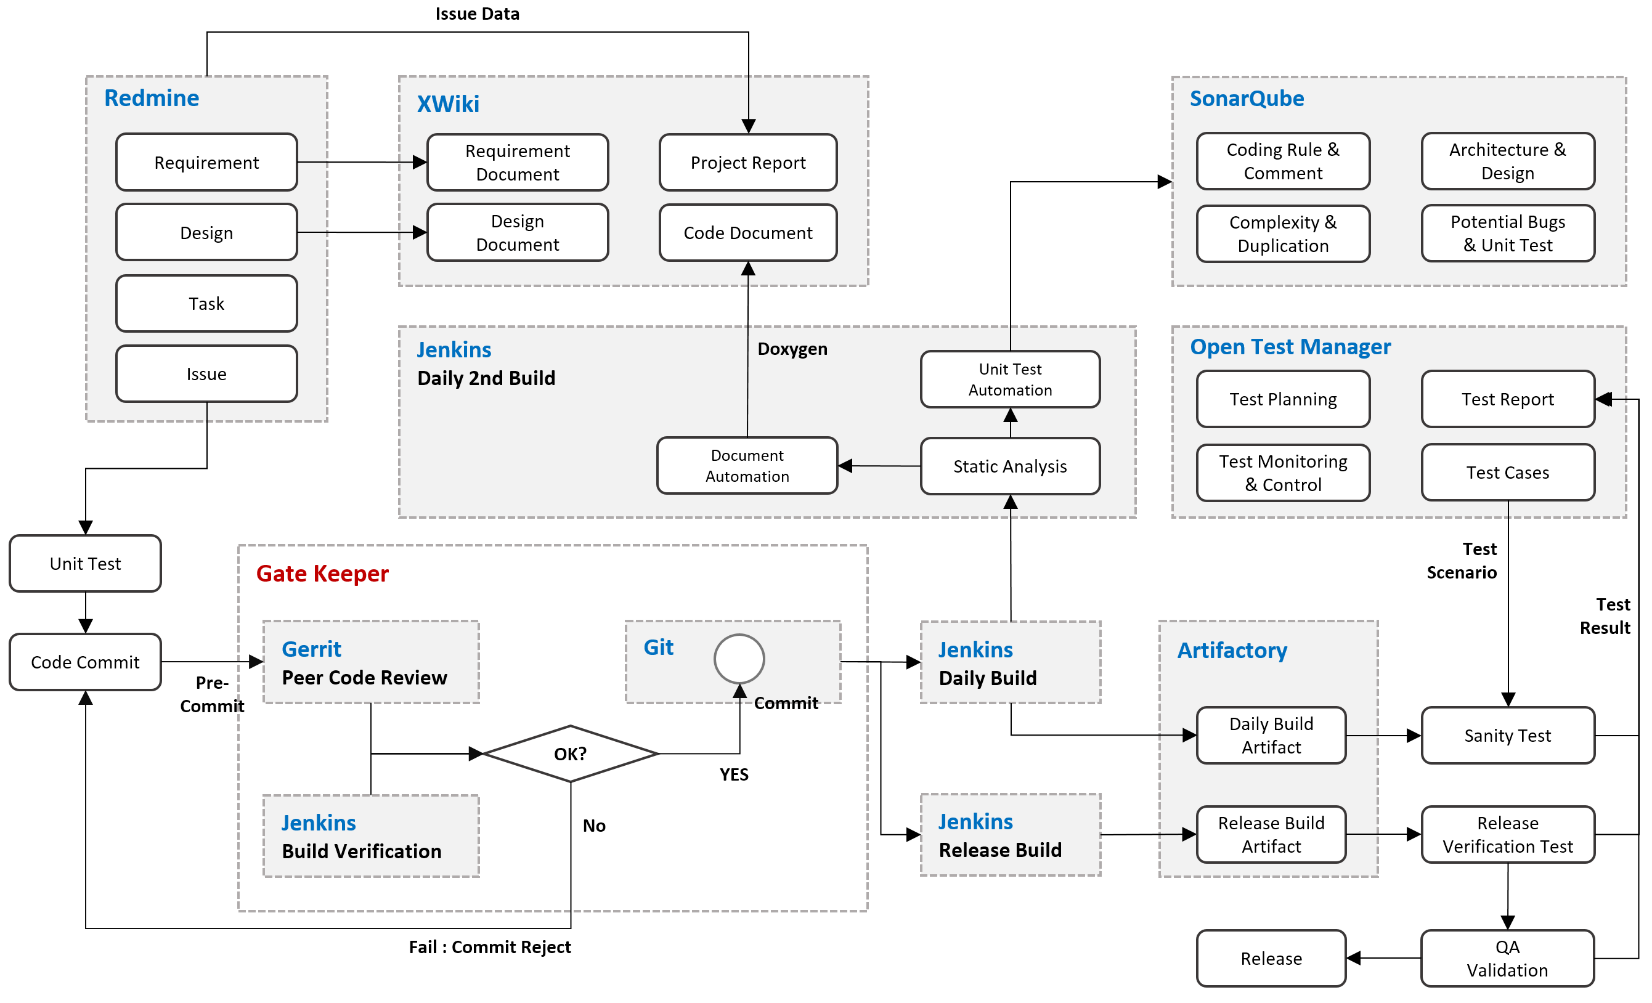 Issue Data
Redmine
Requirement
Design
Task
Issue
XWiki
Requirement
Document
Project Report
Design
Document
Code Document
SonarQube
Coding Rule &
Comment
Architecture &
Design
Complexity &
Duplication
Potential Bugs
& Unit Test
Jenkins
Daily 2nd Build
Doxygen
Unit Test
Automation
Document
Automation
Static Analysis
Open Test Manager
Test Planning
Test Report
Test Monitoring
& Control
Test Cases
Test
Scenario
Test
Result
Unit Test
Code Commit
Pre-
Commit
Gate Keeper
Gerrit
Peer Code Review
Git
Commit
OK?
YES
No
Jenkins
Build Verification
Fail : Commit Reject
Jenkins
Daily Build
Jenkins
Release Build
Artifactory
Daily Build
Artifact
Release Build
Artifact
Sanity Test
Release
Verification Test
QA
Validation
Release